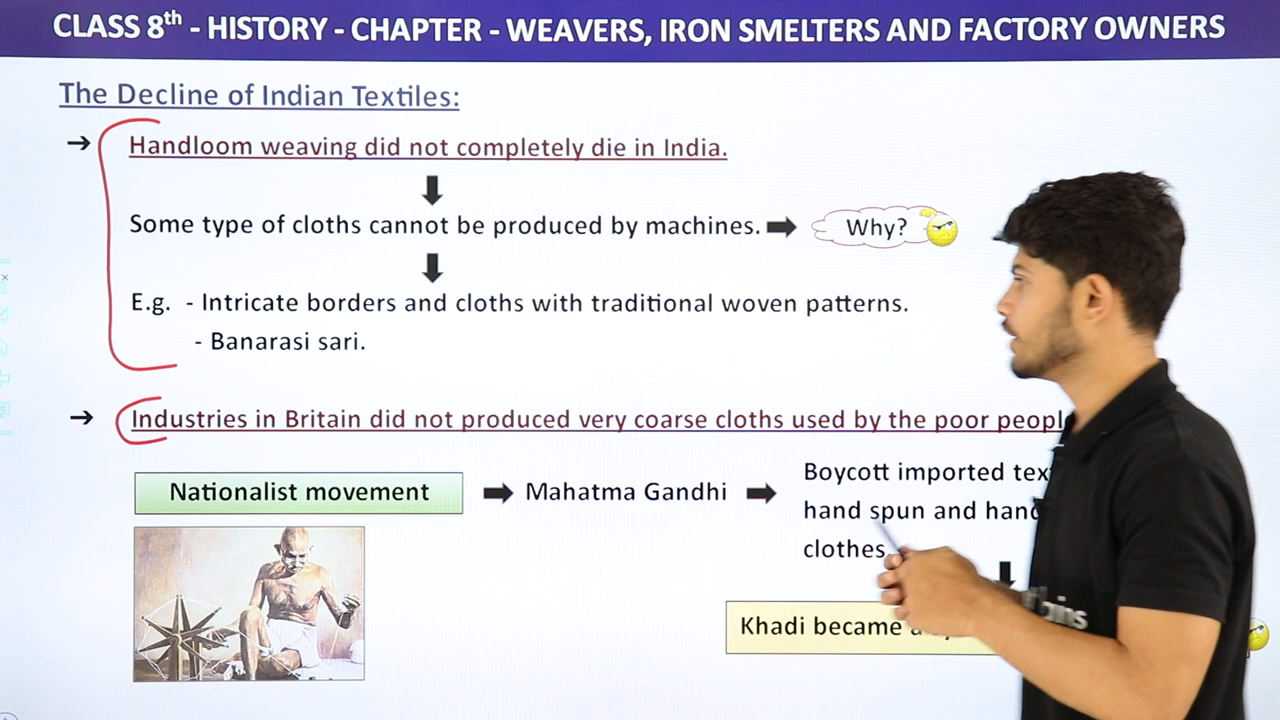 CLASS 8th - HISTORY - CHAPTER - WEAVERS, IRON SMELTERS AND FACTORY OWNERS
The Decline of Indian Textiles:
➔ Handloom weaving did not completely die in India.
Some type of cloths cannot be produced by machines. Why?
E.g. - Intricate borders and cloths with traditional woven patterns.
- Banarasi sari.
➔ Industries in Britain did not produced very coarse cloths used by the poor
Nationalist movement
Mahatma Gandhi
Boycott imported
hand spun and
clothes
Khadi became